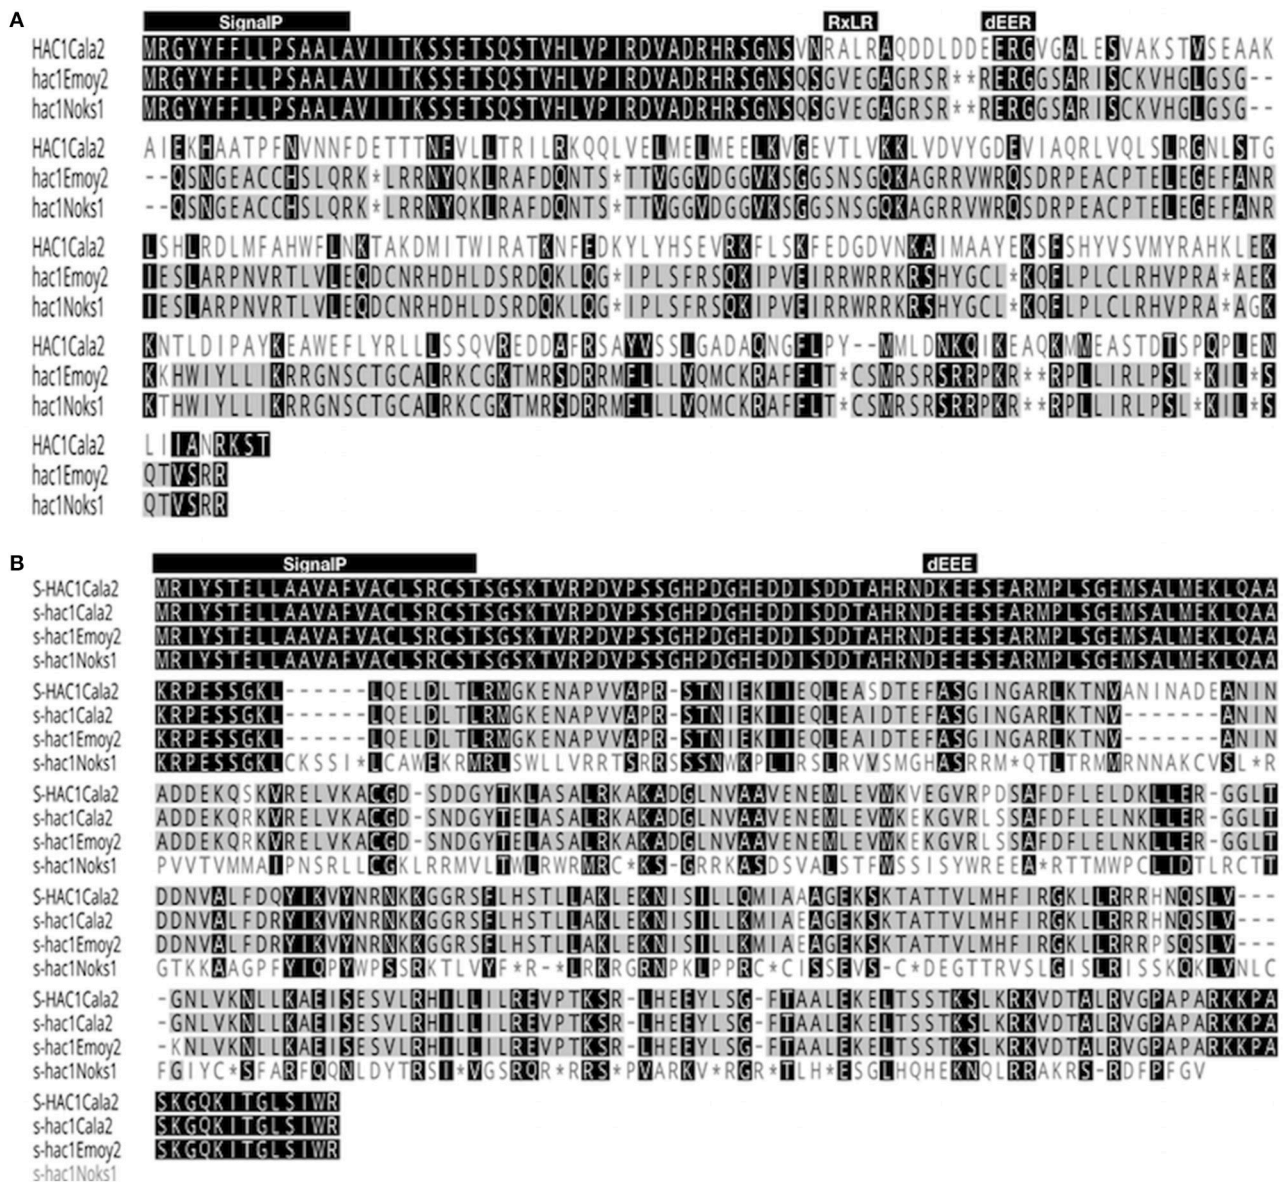 A
SignalP RxLR dEER
HAC1Cala2 MRGYYFFLLPSAALAVIITKSSETSQSTVHLVPIRDVADRHRSGNSVNRALRAQDDLDDEERGVGALESVAKSTVSEAAK
hac1Emoy2 MRGYYFFLLPSAALAVIITKSSETSQSTVHLVPIRDVADRHRSGNSQSGVEGAGRSR**RERGGSARISCKVHGLGSG--
hac1Noks1 MRGYYFFLLPSAALAVIITKSSETSQSTVHLVPIRDVADRHRSGNSQSGVEGAGRSR**RERGGSARISCKVHGLGSG--
HAC1Cala2 AIEKHAATPFNVNNFDETTTNFVLLTRILRKQQLVELMELMEELKVGEVTLVKKLVDVYGDEVIAQRLVQLSLRGNLSTG
hac1Emoy2 --QSNGEACCHSLQRK*LRRNYQKLRAFDQNTS*TTVGGVDGGVKSGGSNSGQKAGRRVWRQSDRPEACPTELEGEFANR
hac1Noks1 --QSNGEACCHSLQRK*LRRNYQKLRAFDQNTS*TTVGGVDGGVKSGGSNSGQKAGRRVWRQSDRPEACPTELEGEFANR
HAC1Cala2 LSHLRDLMFAHWFLNKTAKDMITWIRATKNFEDKYLYHSEVRKFLSKFEDGDVNKAIMAAYEKSFSHYVSVMYRAHKLEK
hac1Emoy2 IESLARPNVRTLVLEQDCNRHDHLDSRDQKLQG*IPLSFRSQKIPVEIRRWRRKRSHYGCL*KQFLPLCLRHVPRA*AEK
hac1Noks1 IESLARPNVRTLVLEQDCNRHDHLDSRDQKLQG*IPLSFRSQKIPVEIRRWRRKRSHYGCL*KQFLPLCLRHVPRA*AGK
HAC1Cala2 KNTLDIPAYKEAWEFLYRLLLSSQVREDDAFRSAYVSSLGADAQNGFLPY--MMLDNKQIKEAQKMMEASTDTSPQPLEN
hac1Emoy2 KKHWIYLLIKRRGNSCTGCALRKCGKTMRSDRRMFLLLVQMCKRAFFLT*CSMRSRSRRPKR**RPLLIRLPSL*KIL*S
hac1Noks1 KTHWIYLLIKRRGNSCTGCALRKCGKTMRSDRRMFLLLVQMCKRAFFLT*CSMRSRSRRPKR**RPLLIRLPSL*KIL*S
HAC1Cala2 LIIANRKST
hac1Emoy2 QTVSRR
hac1Noks1 QTVSRR
B
SignalP dEEE
S-HAC1Cala2 MRIYSTELLAAVAFVACLSRCSTSGSKTVRPDVPSSGHPDGHEDDISDDTAHRNDKEESEARMPLSGEMSALMEKLQAA
s-hac1Cala2 MRIYSTELLAAVAFVACLSRCSTSGSKTVRPDVPSSGHPDGHEDDISDDTAHRNDEEESEARMPLSGEMSALMEKLQAA
s-hac1Emoy2 MRIYSTELLAAVAFVACLSRCSTSGSKTVRPDVPSSGHPDGHEDDISDDTAHRNDEEESEARMPLSGEMSALMEKLQAA
s-hac1Noks1 MRIYSTELLAAVAFVACLSRCSTSGSKTVRPDVPSSGHPDGHEDDISDDTAHRNDEEESEARMPLSGEMSALMEKLQAA
S-HAC1Cala2 KRPESSGKL------LQELDLTLRMGKENAPVVAPR-STNIEKIIEQLEASDTEFASGINGARLKTNVANINADEANIN
s-hac1Cala2 KRPESSGKL------LQELDLTLRMGKENAPVVAPR-STNIEKIIEQLEAIDTEFASGINGARLKTNV-------ANIN
s-hac1Emoy2 KRPESSGKL------LQELDLTLRMGKENAPVVAPR-STNIEKIIEQLEAIDTEFASGINGARLKTNV-------ANIN
s-hac1Noks1 KRPESSGKLCKSSI*LCAWEKRMRLSWLLVRRTSRRSSSNWKPLIRSLRVVSMGHASRRM*QTLTRMMRNNAKCVSL*R
S-HAC1Cala2 ADDEKQSKVRELVKACGD-SDDGYTKLASALRKAKADGLNVAAVENEMLEVWKVEGVRPDSAFDFLELDKLLER-GGLT
s-hac1Cala2 ADDEKQRKVRELVKACGD-SNDGYTELASALRKAKADGLNVAAVENEMLEVWKEKGVRLSSAFDFLELNKLLER-GGLT
s-hac1Emoy2 ADDEKQRKVRELVKACGD-SNDGYTELASALRKAKADGLNVAAVENEMLEVWKEKGVRLSSAFDFLELNKLLER-GGLT
s-hac1Noks1 PVVTVMMAIPNSRLLCGKLRRMVLTWLRWRMRC*KS-GRRKASDSVALSTFWSSISYWREEA*RTTMWPCLIDTLRCTT
S-HAC1Cala2 DDNVALFDQYIKVYNRNKKGGRSFLHSTLLAKLEKNISILLQMIAAAGEKSKTATTVLMHFIRGKLLRRRHNQSLV---
s-hac1Cala2 DDNVALFDRYIKVYNRNKKGGRSFLHSTLLAKLEKNISILLKMIAEAGEKSKTATTVLMHFIRGKLLRRRHNQSLV---
s-hac1Emoy2 DDNVALFDRYIKVYNRNKKGGRSFLHSTLLAKLEKNISILLKMIAEAGEKSKTATTVLMHFIRGKLLRRRPSQSLV---
s-hac1Noks1 GTKKAAGPFYIQPYWPSSRKTLVYF*R-*LRKRGRNPKLPPRC*CISSEVS-C*DEGTTRVSLGISLRISSKQKLVNLC
S-HAC1Cala2 -GNLVKNLLKAEISESVLRHILLILREVPTKSR-LHEEYLSG-FTAALEKELTSSTKSLKRKVDTALRVGPAPARKKPA
s-hac1Cala2 -GNLVKNLLKAEISESVLRHILLILREVPTKSR-LHEEYLSG-FTAALEKELTSSTKSLKRKVDTALRVGPAPARKKPA
s-hac1Emoy2 -KNLVKNLLKAEISESVLRHILLILREVPTKSR-LHEEYLSG-FTAALEKELTSSTKSLKRKVDTALRVGPAPARKKPA
s-hac1Noks1 FGIYC*SFARFQQNLDYTRSI*VGSRQR*RRS*PVARKV*RGR*TLH*ESGLHQHEKNQLRRAKRS-RDFPFGV
S-HAC1Cala2 SKGQKITGLSIWR
s-hac1Cala2 SKGQKITGLSIWR
s-hac1Emoy2 SKGQKITGLSIWR
s-hac1Noks1